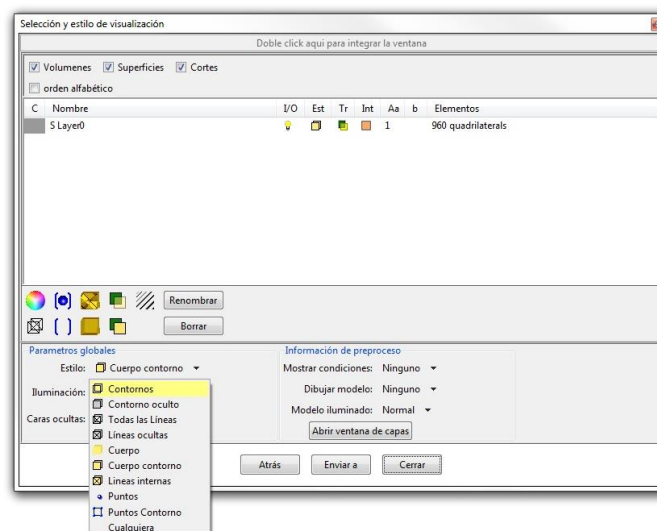 Selección y estilo de visualización
Doble click aqui para integrar la ventana
Volumenes Superficies Cortes
orden alfabético
C Nombre I/O Est Tr Int Aa b Elementos
S Layer0 1 960 quadrilaterals
Renombrar
Borrar
Parametros globales
Estilo: Cuerpo contorno
Iluminación:
Caras ocultas:
Contornos
Contorno oculto
Todas las Líneas
Líneas ocultas
Cuerpo
Cuerpo contorno
Lineas internas
Puntos
Puntos Contorno
Cualquiera
Información de preproceso
Mostrar condiciones: Ninguno
Dibujar modelo: Ninguno
Modelo iluminado: Normal
Abrir ventana de capas
Atrás Enviar a Cerrar